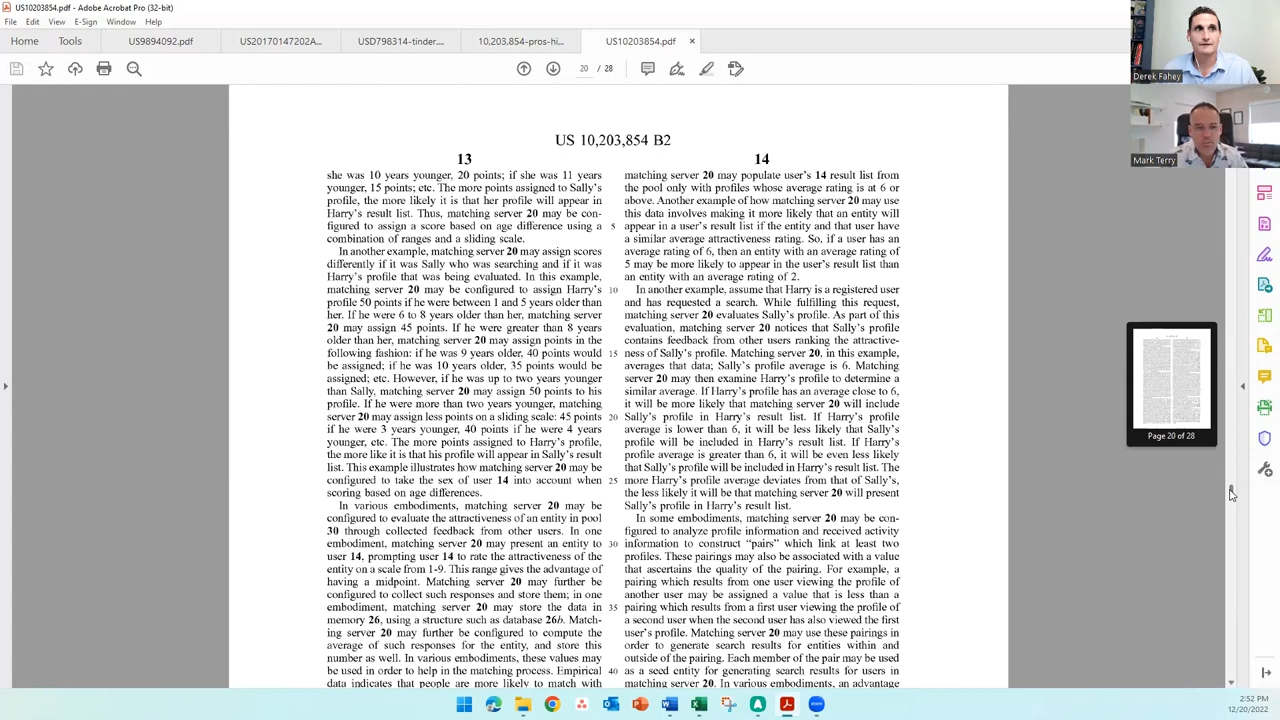 US10203854.pdf - Adobe Acrobat Pro (32-bit)
File Edit View E-Sign Window Help
Home Tools US9894092.pdf US20170147202A... USD798314-tinder.... 10,203,854-pros-hi... US10203854.pdf ×
20 / 28
Derek Fahey
Mark Terry
US 10,203,854 B2
13
she was 10 years younger, 20 points; if she was 11 years
younger, 15 points; etc. The more points assigned to Sally's
profile, the more likely it is that her profile will appear in
Harry's result list. Thus, matching server 20 may be con-
figured to assign a score based on age difference using a
combination of ranges and a sliding scale.
In another example, matching server 20 may assign scores
differently if it was Sally who was searching and if it was
Harry's profile that was being evaluated. In this example,
matching server 20 may be configured to assign Harry's
profile 50 points if he were between 1 and 5 years older than
her. If he were 6 to 8 years older than her, matching server
20 may assign 45 points. If he were greater than 8 years
older than her, matching server 20 may assign points in the
following fashion: if he was 9 years older, 40 points would
be assigned; if he was 10 years older, 35 points would be
assigned; etc. However, if he was up to two years younger
than Sally, matching server 20 may assign 50 points to his
profile. If he were more than two years younger, matching
server 20 may assign less points on a sliding scale: 45 points
if he were 3 years younger, 40 points if he were 4 years
younger, etc. The more points assigned to Harry's profile,
the more like it is that his profile will appear in Sally's result
list. This example illustrates how matching server 20 may be
configured to take the sex of user 14 into account when
scoring based on age differences.
In various embodiments, matching server 20 may be
configured to evaluate the attractiveness of an entity in pool
30 through collected feedback from other users. In one
embodiment, matching server 20 may present an entity to
user 14, prompting user 14 to rate the attractiveness of the
entity on a scale from 1-9. This range gives the advantage of
having a midpoint. Matching server 20 may further be
configured to collect such responses and store them; in one
embodiment, matching server 20 may store the data in
memory 26, using a structure such as database 26b. Match-
ing server 20 may further be configured to compute the
average of such responses for the entity, and store this
number as well. In various embodiments, these values may
be used in order to help in the matching process. Empirical
data indicates that people are more likely to match with
5
10
15
20
25
30
35
40
14
matching server 20 may populate user's 14 result list from
the pool only with profiles whose average rating is at 6 or
above. Another example of how matching server 20 may use
this data involves making it more likely that an entity will
appear in a user's result list if the entity and that user have
a similar average attractiveness rating. So, if a user has an
average rating of 6, then an entity with an average rating of
5 may be more likely to appear in the user's result list than
an entity with an average rating of 2.
In another example, assume that Harry is a registered user
and has requested a search. While fulfilling this request,
matching server 20 evaluates Sally's profile. As part of this
evaluation, matching server 20 notices that Sally's profile
contains feedback from other users ranking the attractive-
ness of Sally's profile. Matching server 20, in this example,
averages that data; Sally's profile average is 6. Matching
server 20 may then examine Harry's profile to determine a
similar average. If Harry's profile has an average close to 6,
it will be more likely that matching server 20 will include
Sally's profile in Harry's result list. If Harry's profile
average is lower than 6, it will be less likely that Sally's
profile will be included in Harry's result list. If Harry's
profile average is greater than 6, it will be even less likely
that Sally's profile will be included in Harry's result list. The
more Harry's profile average deviates from that of Sally's,
the less likely it will be that matching server 20 will present
Sally's profile in Harry's result list.
In some embodiments, matching server 20 may be con-
figured to analyze profile information and received activity
information to construct “pairs” which link at least two
profiles. These pairings may also be associated with a value
that ascertains the quality of the pairing. For example, a
pairing which results from one user viewing the profile of
another user may be assigned a value that is less than a
pairing which results from a first user viewing the profile of
a second user when the second user has also viewed the first
user's profile. Matching server 20 may use these pairings in
order to generate search results for entities within and
outside of the pairing. Each member of the pair may be used
as a seed entity for generating search results for users in
matching server 20. In various embodiments, an advantage
Page 20 of 28
2:52 PM
12/20/2022